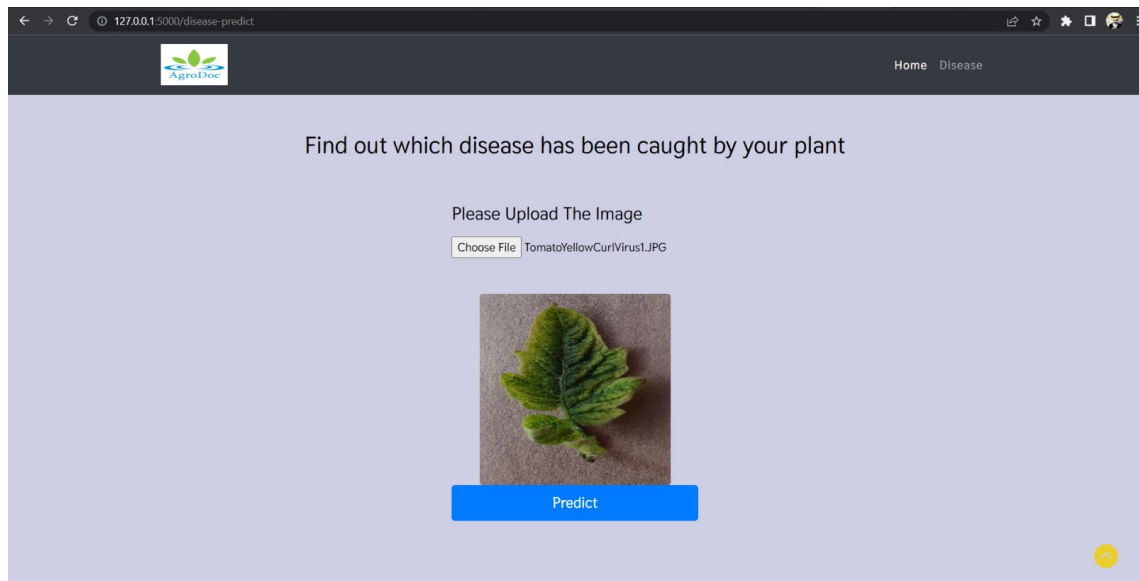 127.0.0.1:5000/disease-predict
AgroDoc
Home Disease
Find out which disease has been caught by your plant
Please Upload The Image
Choose File TomatoYellowCurlVirus1.JPG
Predict